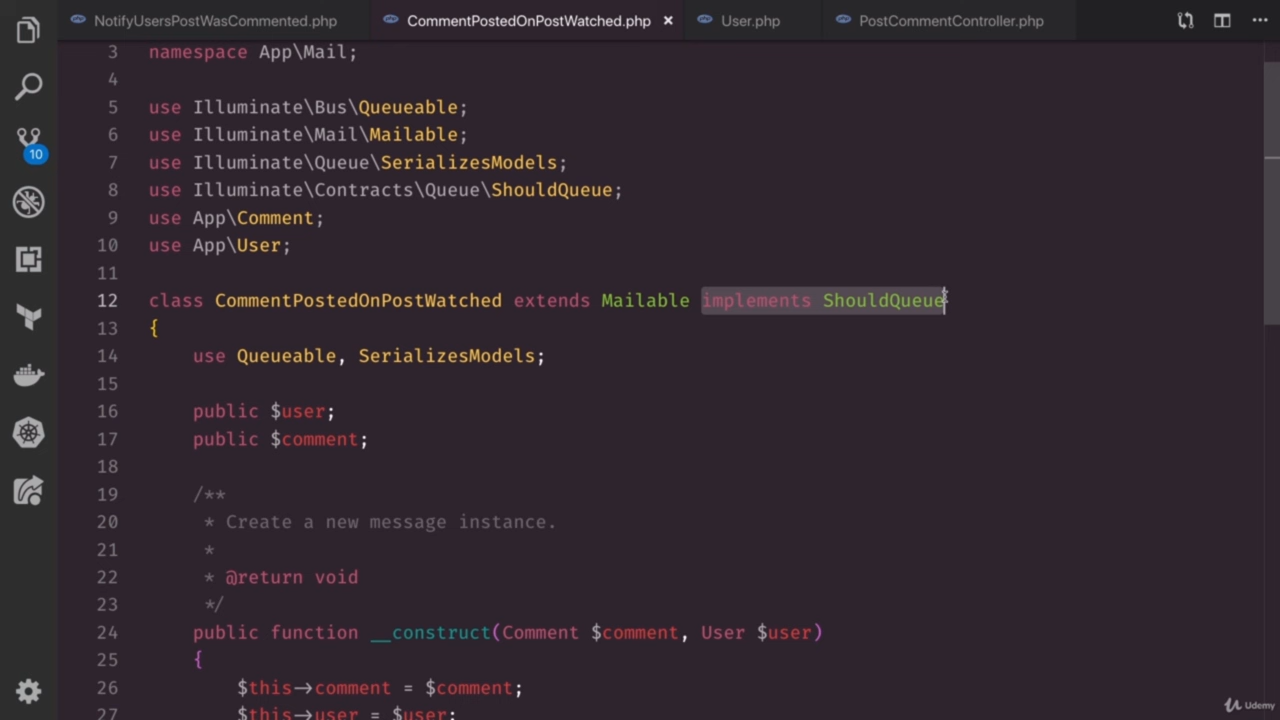 NotifyUsersPostWasCommented.php CommentPostedOnPostWatched.php × User.php PostCommentController.php
3 namespace App\Mail;
4
5 use Illuminate\Bus\Queueable;
6 use Illuminate\Mail\Mailable;
7 use Illuminate\Queue\SerializesModels;
8 use Illuminate\Contracts\Queue\ShouldQueue;
9 use App\Comment;
10 use App\User;
11
12 class CommentPostedOnPostWatched extends Mailable implements ShouldQueue
13 {
14 use Queueable, SerializesModels;
15
16 public $user;
17 public $comment;
18
19 /**
20 * Create a new message instance.
21 *
22 * @return void
23 */
24 public function __construct(Comment $comment, User $user)
25 {
26 $this->comment = $comment;
27 $this->user = $user;
10
Udemy